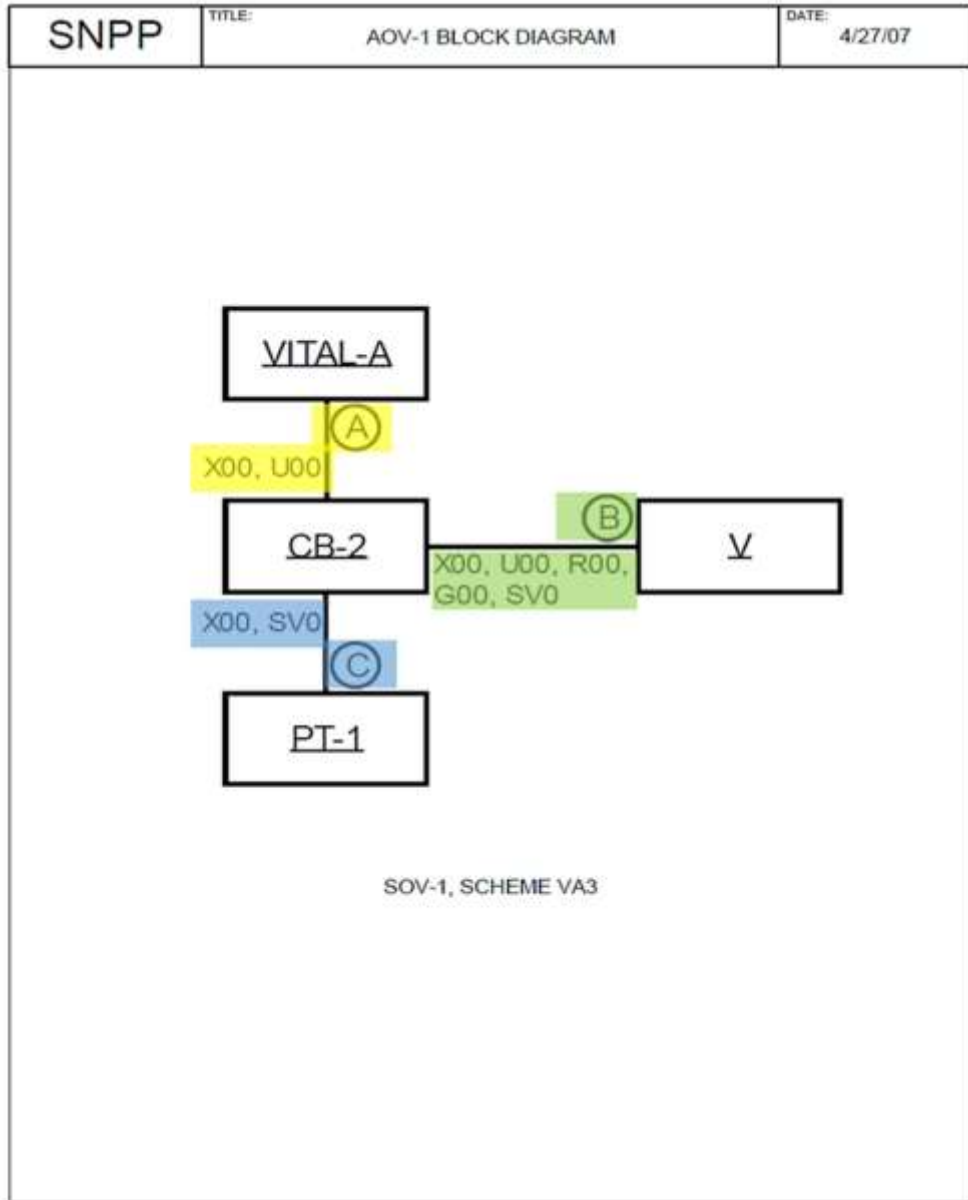 SNPP
TITLE:
AOV-1 BLOCK DIAGRAM
DATE:
4/27/07
VITAL-A
A
X00, U00
CB-2
B
V
X00, U00, R00,
G00, SV0
X00, SV0
C
PT-1
SOV-1, SCHEME VA3